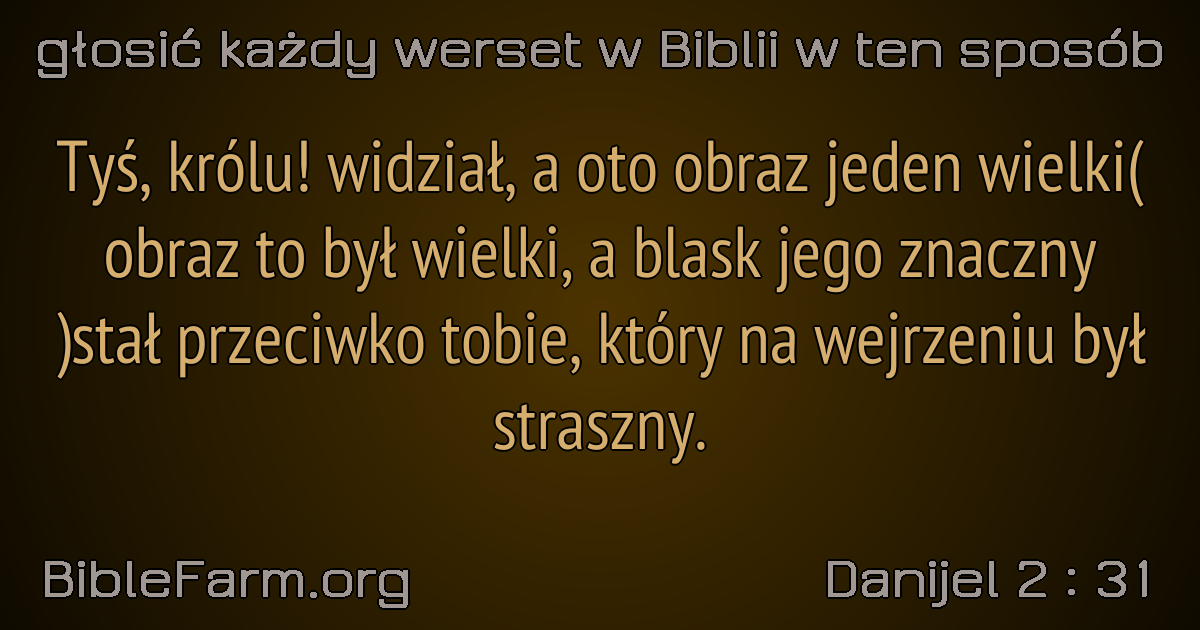 głosić każdy werset w Biblii w ten sposób
Tyś, królu! widział, a oto obraz jeden wielki(
obraz to był wielki, a blask jego znaczny
)stał przeciwko tobie, który na wejrzeniu był
straszny.
BibleFarm.org
Danijel 2 : 31